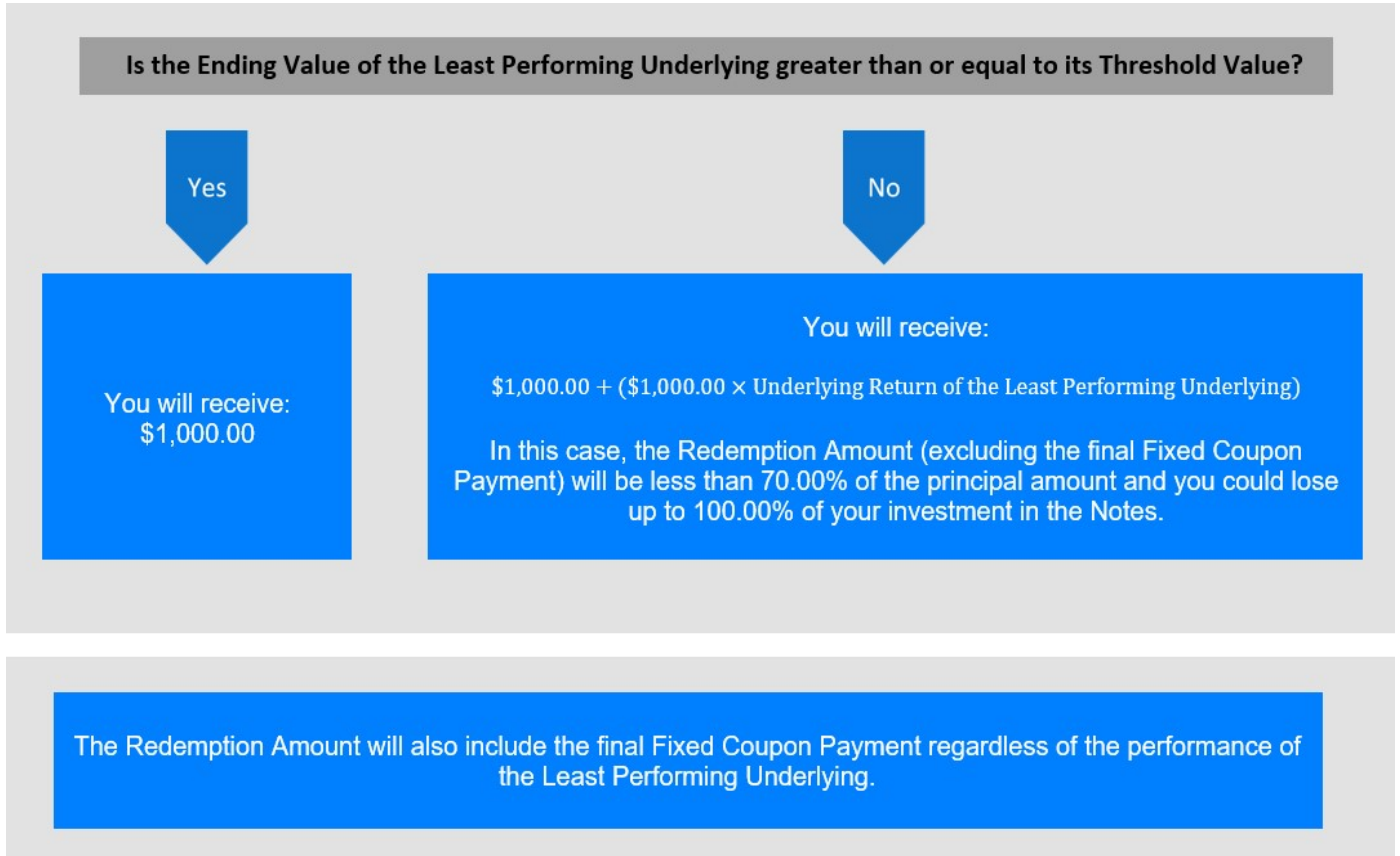 Is the Ending Value of the Least Performing Underlying greater than or equal to its Threshold Value?
Yes
No
You will receive:
$1,000.00
You will receive:
$1,000.00 + ($1,000.00 × Underlying Return of the Least Performing Underlying)
In this case, the Redemption Amount (excluding the final Fixed Coupon
Payment) will be less than 70.00% of the principal amount and you could lose
up to 100.00% of your investment in the Notes.
The Redemption Amount will also include the final Fixed Coupon Payment regardless of the performance of
the Least Performing Underlying.